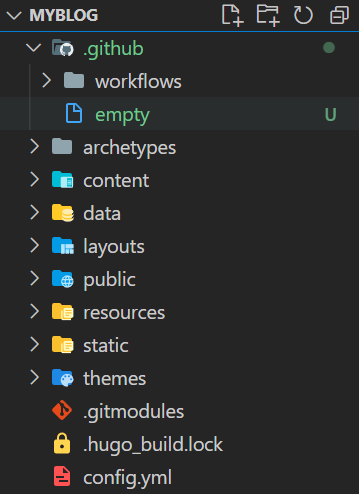 MYBLOG
.github
workflows
empty U
archetypes
content
data
layouts
public
resources
static
themes
.gitmodules
.hugo_build.lock
config.yml